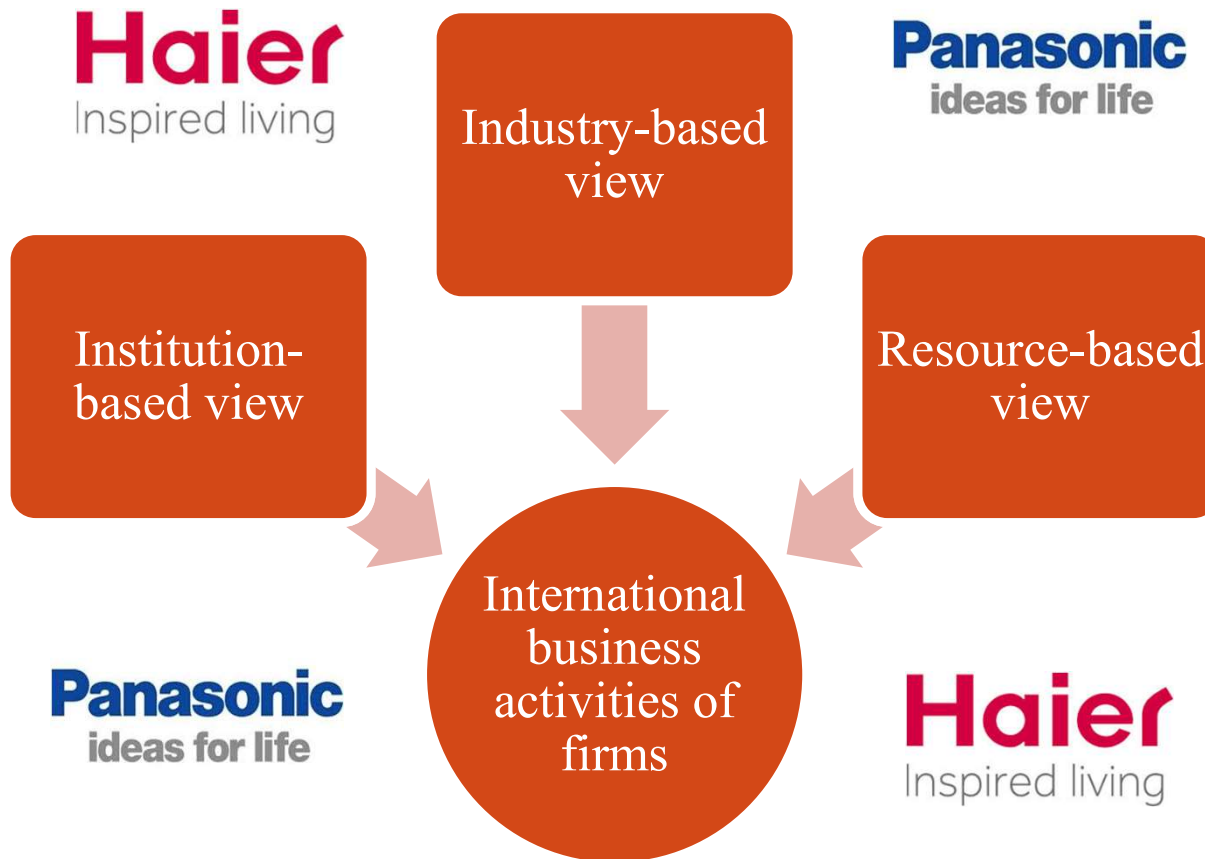 Haier
Inspired living
Industry-based
view
Panasonic
ideas for life
Institution-
based view
Resource-based
view
International
business
activities of
firms
Panasonic
ideas for life
Haier
Inspired living